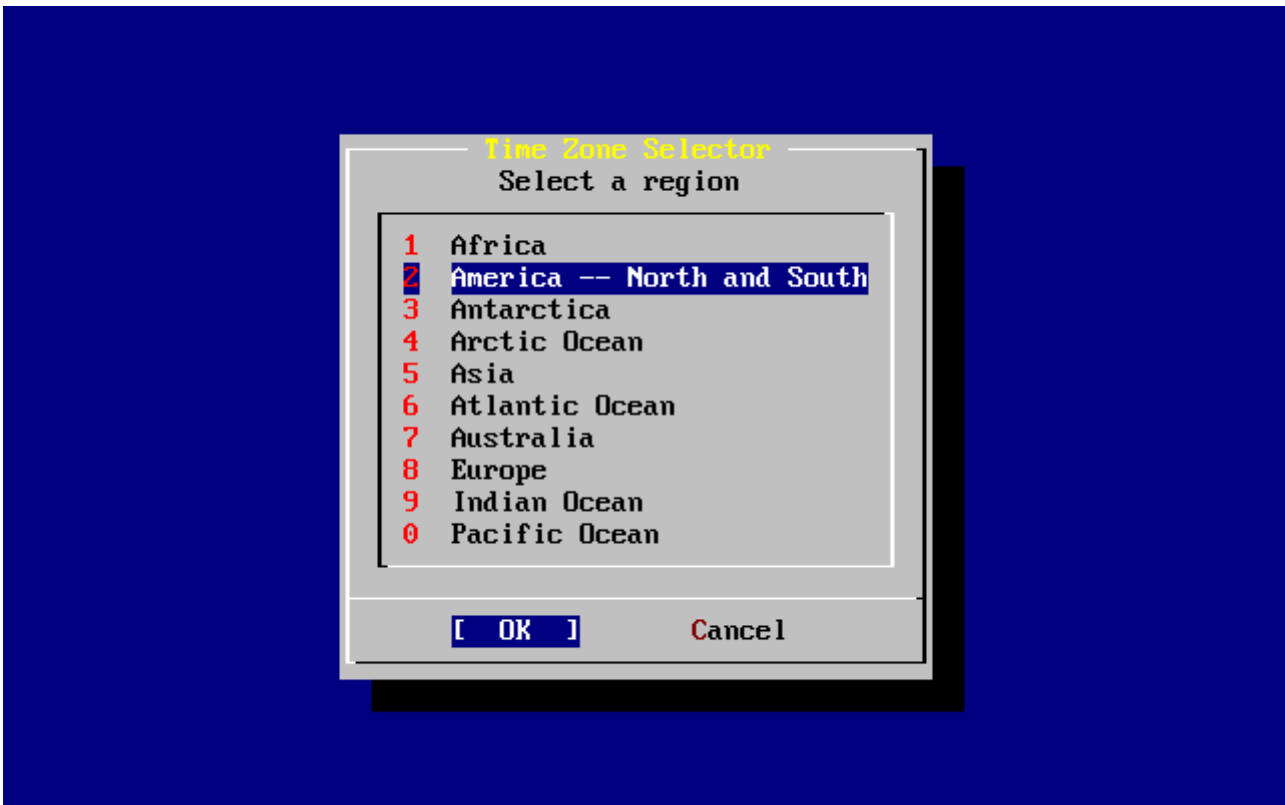 Time Zone Selector
Select a region
1 Africa
2 America -- North and South
3 Antarctica
4 Arctic Ocean
5 Asia
6 Atlantic Ocean
7 Australia
8 Europe
9 Indian Ocean
0 Pacific Ocean
[ OK ] Cancel